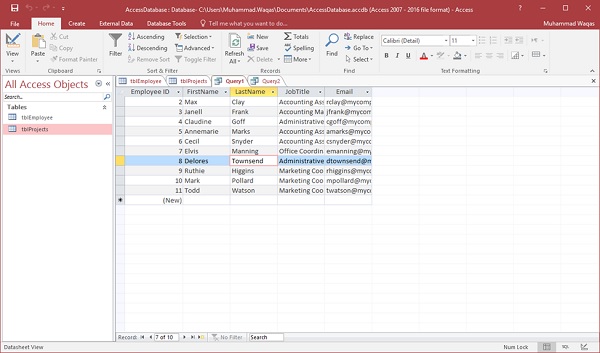 AccessDatabase : Database- C:\Users\Muhammad.Waqas\Documents\AccessDatabase.accdb (Access 2007 - 2016 file format) - Access
Muhammad Waqas
File Home Create External Data Database Tools Tell me what you want to do...
View
Paste
Cut
Copy
Format Painter
Filter
Ascending
Descending
Remove Sort
Refresh All
New
Save
Delete
Totals
Spelling
More
Find
Replace
Go To
Select
Calibri (Detail) 11
B I U
Views Clipboard Sort & Filter Records Find Text Formatting
All Access Objects
Search...
Tables
tblEmployee
tblProjects
tblEmployee tblProjects Query1 Query2
Employee ID FirstName LastName JobTitle Email
2 Max Clay Accounting Ass rclay@mycomp
3 Janell Frank Accounting Ma jfrank@mycom
4 Claudine Goff Administrative cgoff@mycomp
5 Annemarie Marks Accounting Ass amarks@mycom
6 Cecil Snyder Accounting Ass csnyder@myco
7 Elvis Manning Office Coordin emanning@my
8 Delores Townsend Administrative dtownsend@m
9 Ruthie Higgins Marketing Coo rhiggins@myco
10 Mark Pollard Marketing Coo mpollard@myc
11 Todd Watson Marketing Coo twatson@myco
(New)
Record: 7 of 10 No Filter Search
Datasheet View
Num Lock